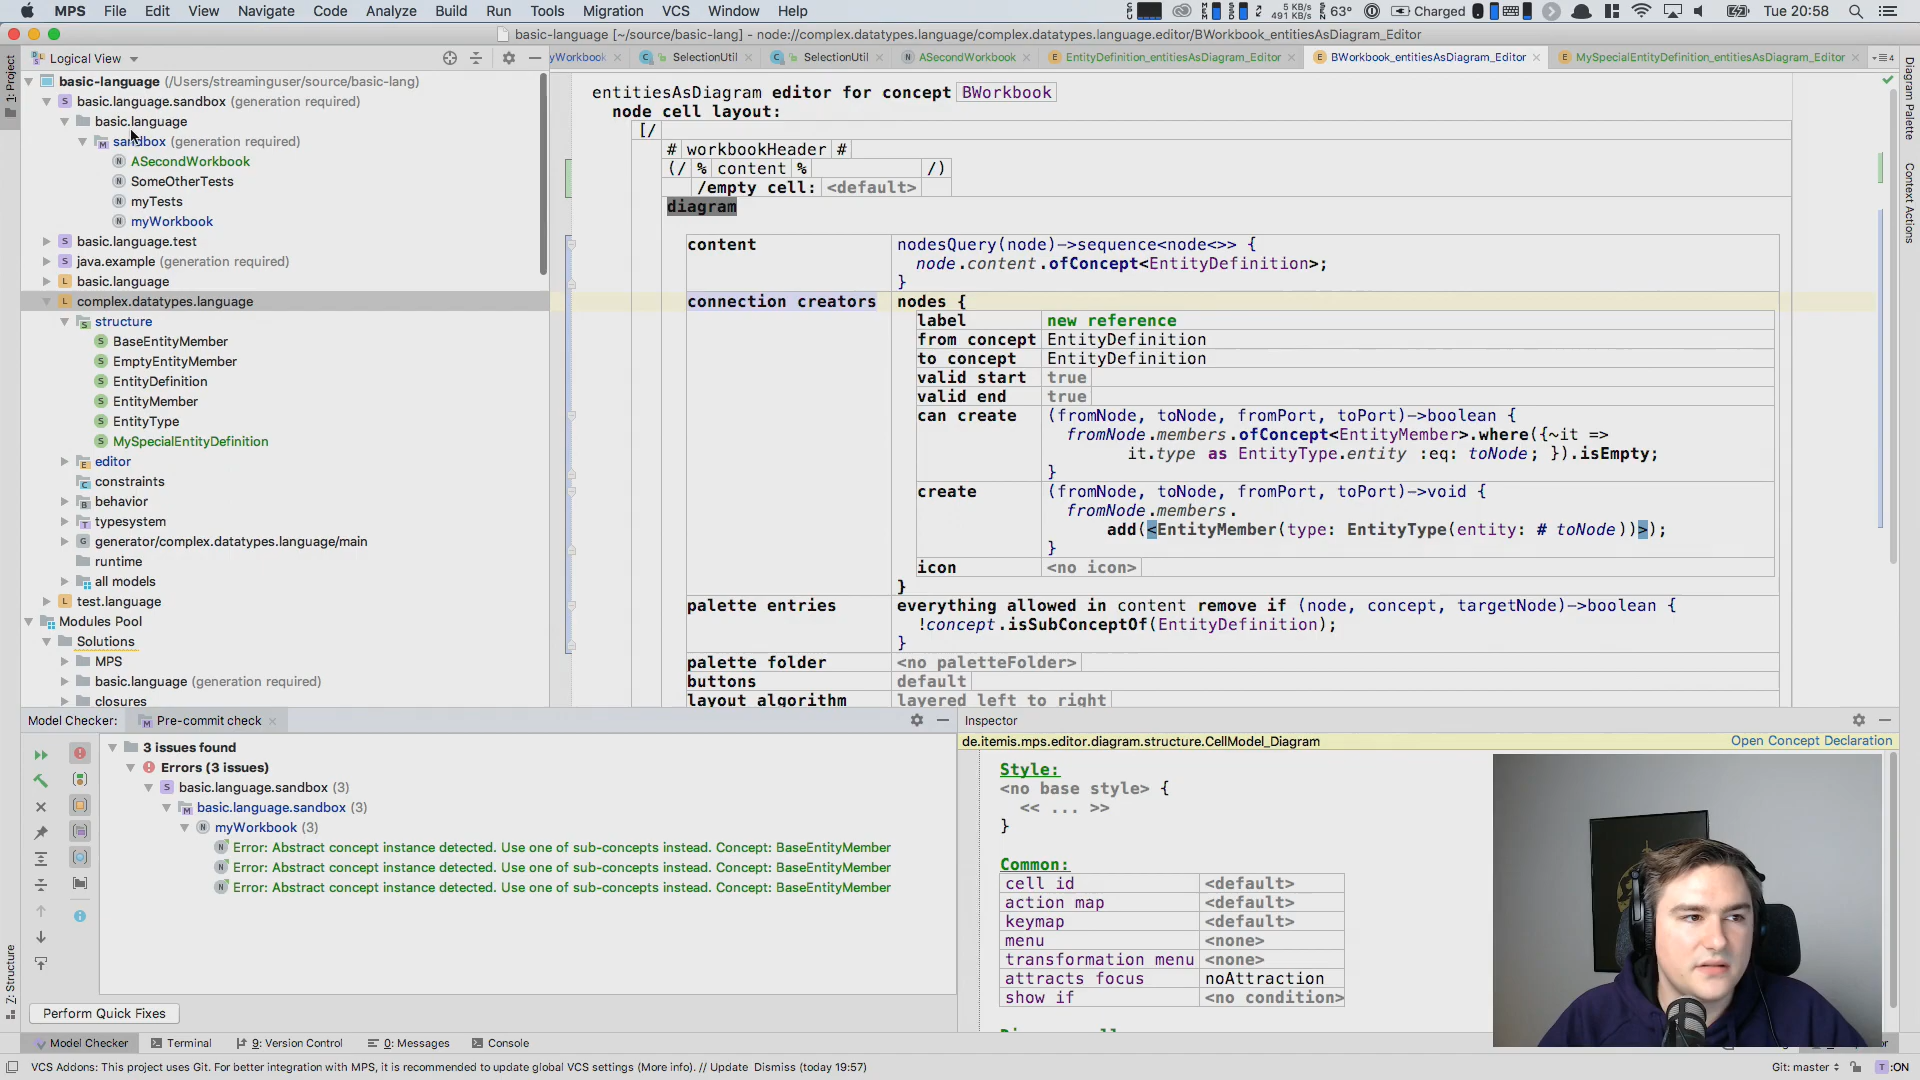 MPS File Edit View Navigate Code Analyze Build Run Tools Migration VCS Window Help
5 KB/s
491 KB/s
63°
Charged
Tue 20:58
basic-language [~/source/basic-lang] - node://complex.datatypes.language/complex.datatypes.language.editor/BWorkbook_entitiesAsDiagram_Editor
Logical View
yWorkbook
SelectionUtil
SelectionUtil
ASecondWorkbook
EntityDefinition_entitiesAsDiagram_Editor
BWorkbook_entitiesAsDiagram_Editor
MySpecialEntityDefinition_entitiesAsDiagram_Editor
1: Project
Z: Structure
Diagram Palette
Context Actions
basic-language (/Users/streaminguser/source/basic-lang)
basic.language.sandbox (generation required)
basic.language
sandbox (generation required)
ASecondWorkbook
SomeOtherTests
myTests
myWorkbook
basic.language.test
java.example (generation required)
basic.language
complex.datatypes.language
structure
BaseEntityMember
EmptyEntityMember
EntityDefinition
EntityMember
EntityType
MySpecialEntityDefinition
editor
constraints
behavior
typesystem
generator/complex.datatypes.language/main
runtime
all models
test.language
Modules Pool
Solutions
MPS
basic.language (generation required)
closures
entitiesAsDiagram editor for concept BWorkbook
node cell layout:
[/
# workbookHeader #
(/ % content % /)
/empty cell: <default>
diagram
content nodesQuery(node)->sequence<node<>> {
node.content.ofConcept<EntityDefinition>;
}
connection creators nodes {
label new reference
from concept EntityDefinition
to concept EntityDefinition
valid start true
valid end true
can create (fromNode, toNode, fromPort, toPort)->boolean {
fromNode.members.ofConcept<EntityMember>.where({~it =>
it.type as EntityType.entity :eq: toNode; }).isEmpty;
}
create (fromNode, toNode, fromPort, toPort)->void {
fromNode.members.
add(<EntityMember(type: EntityType(entity: # toNode))>);
}
icon <no icon>
}
palette entries everything allowed in content remove if (node, concept, targetNode)->boolean {
!concept.isSubConceptOf(EntityDefinition);
}
palette folder <no paletteFolder>
buttons default
layout algorithm layered left to right
Model Checker: Pre-commit check
3 issues found
Errors (3 issues)
basic.language.sandbox (3)
basic.language.sandbox (3)
myWorkbook (3)
Error: Abstract concept instance detected. Use one of sub-concepts instead. Concept: BaseEntityMember
Error: Abstract concept instance detected. Use one of sub-concepts instead. Concept: BaseEntityMember
Error: Abstract concept instance detected. Use one of sub-concepts instead. Concept: BaseEntityMember
Perform Quick Fixes
Inspector
de.itemis.mps.editor.diagram.structure.CellModel_Diagram
Open Concept Declaration
Style:
<no base style> {
<< ... >>
}
Common:
cell id <default>
action map <default>
keymap <default>
menu <none>
transformation menu <none>
attracts focus noAttraction
show if <no condition>
Model Checker
Terminal
9: Version Control
0: Messages
Console
VCS Addons: This project uses Git. For better integration with MPS, it is recommended to update global VCS settings (More info). // Update Dismiss (today 19:57)
Git: master
T :ON